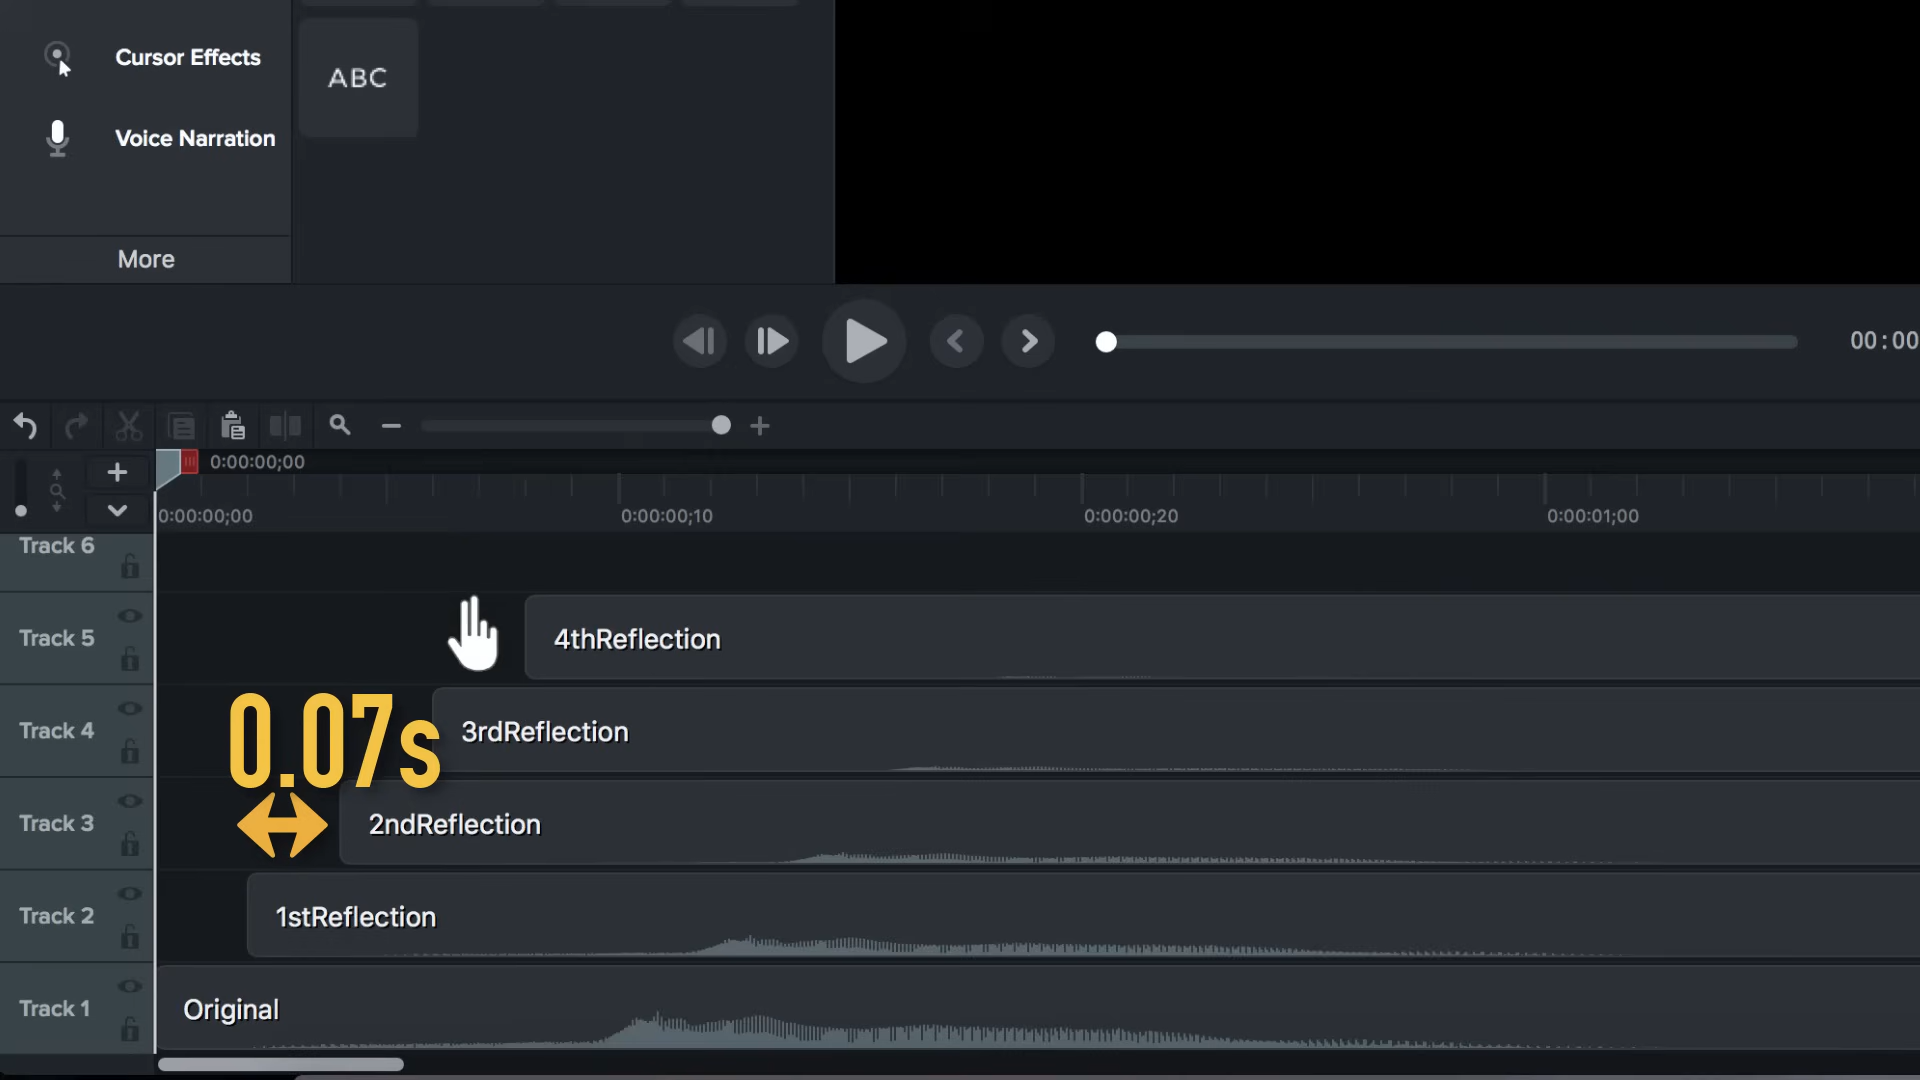 Cursor Effects
ABC
Voice Narration
More
00:00
0:00:00;00
0:00:00;00
0:00:00;10
0:00:00;20
0:00:01;00
Track 6
Track 5
4thReflection
Track 4
0.07s
3rdReflection
Track 3
2ndReflection
Track 2
1stReflection
Track 1
Original